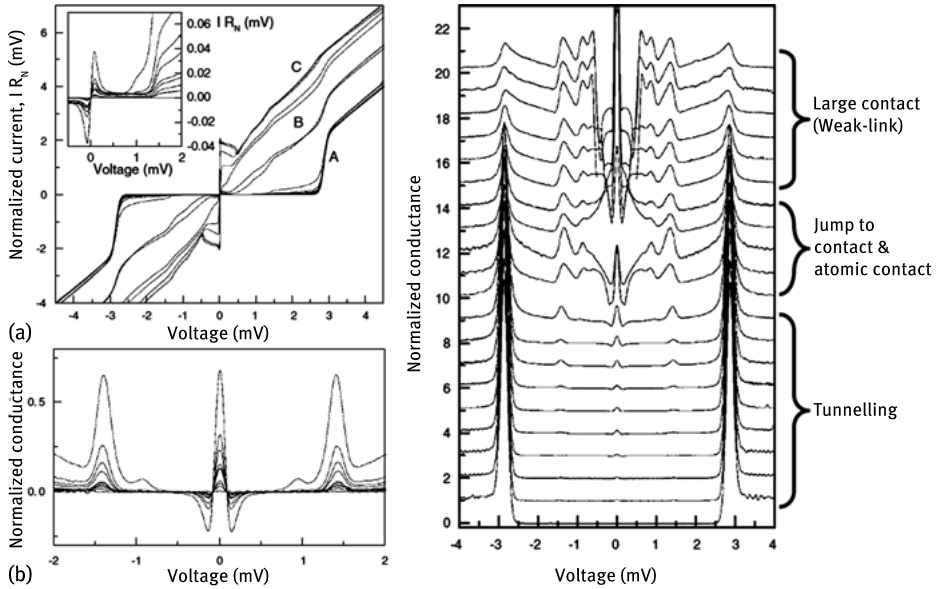 I R_N (mV)
0.06
0.04
0.02
0.00
-0.02
-0.04
0
1
2
Voltage (mV)
Normalized current, I R_N (mV)
6
4
2
0
-2
-4
C
B
A
-4 -3 -2 -1 0 1 2 3 4
Voltage (mV)
(a)
Normalized conductance
0.5
0.0
-2 -1 0 1 2
Voltage (mV)
(b)
Normalized conductance
22
20
18
16
14
12
10
8
6
4
2
0
-4 -3 -2 -1 0 1 2 3 4
Voltage (mV)
Large contact
(Weak-link)
Jump to
contact &
atomic contact
Tunnelling